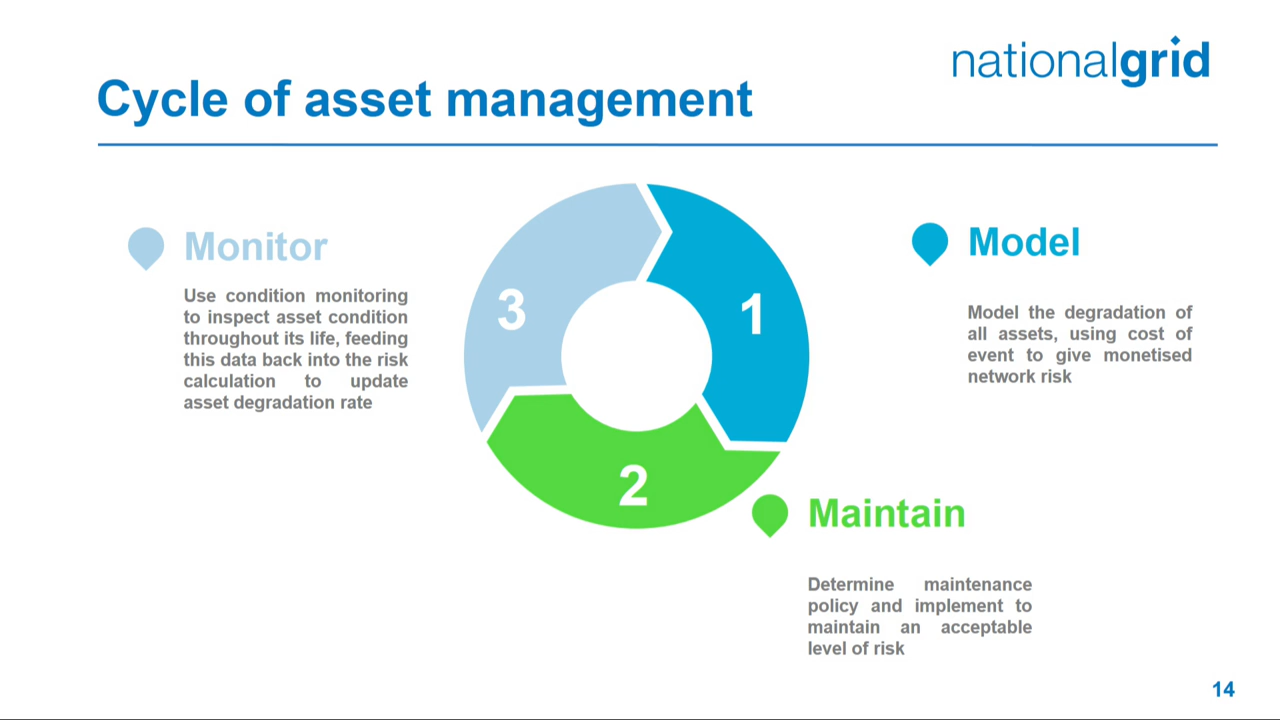 nationalgrid
Cycle of asset management
Monitor
Use condition monitoring
to inspect asset condition
throughout its life, feeding
this data back into the risk
calculation to update
asset degradation rate
3
1
2
Model
Model the degradation of
all assets, using cost of
event to give monetised
network risk
Maintain
Determine maintenance
policy and implement to
maintain an acceptable
level of risk
14